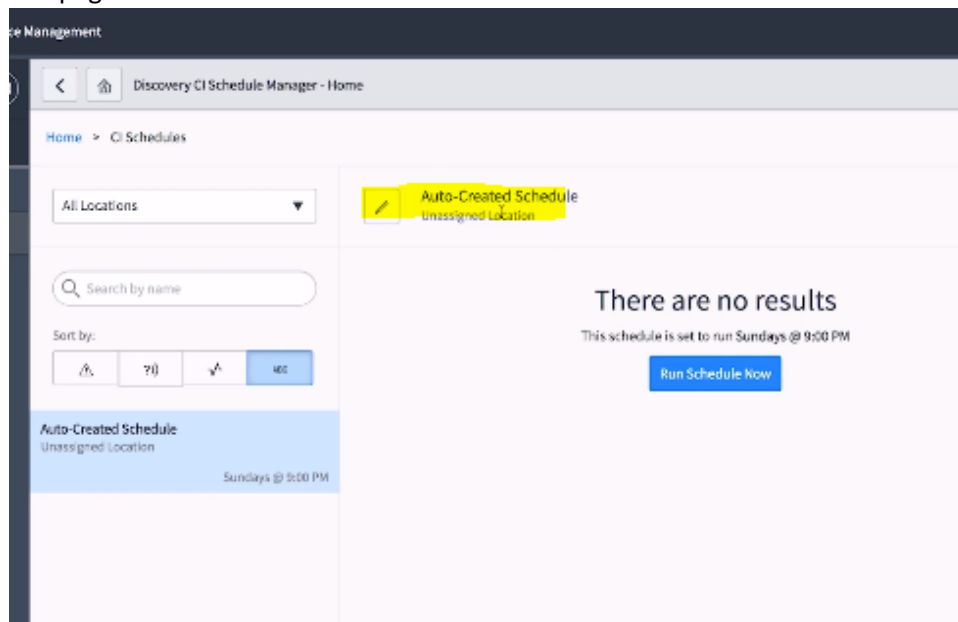 Management
Discovery CI Schedule Manager - Home
Home > CI Schedules
All Locations
Auto-Created Schedule
Unassigned Location
Search by name
Sort by:
There are no results
This schedule is set to run Sundays @ 9:00 PM
Run Schedule Now
Auto-Created Schedule
Unassigned Location
Sundays @ 9:00 PM